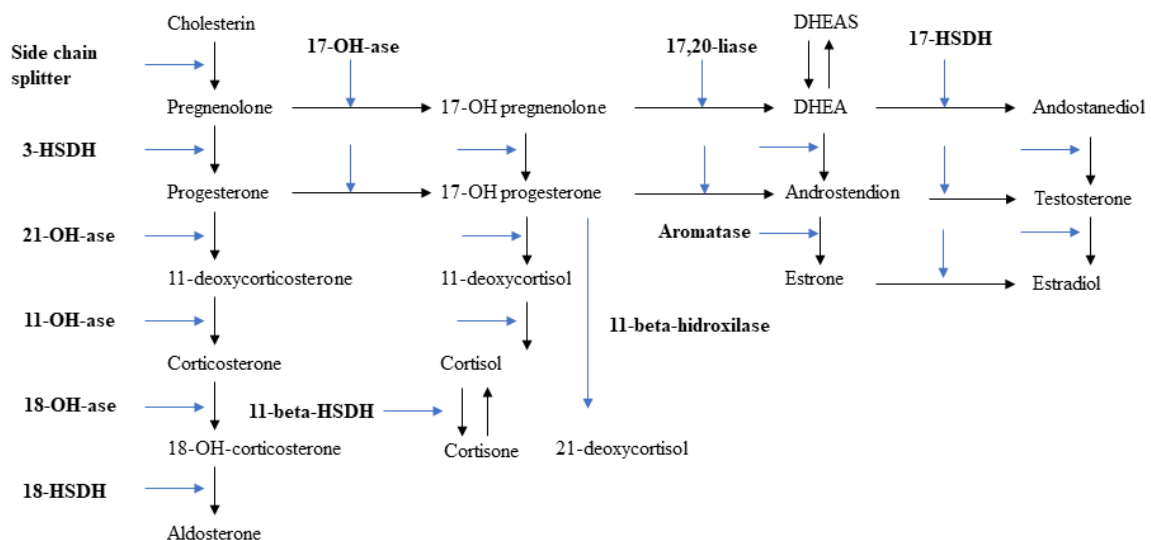 Cholesterin
DHEAS
Side chain
splitter
17-OH-ase
17,20-liase
17-HSDH
Pregnenolone
17-OH pregnenolone
DHEA
Andostanediol
3-HSDH
Progesterone
17-OH progesterone
Androstendion
Testosterone
21-OH-ase
Aromatase
11-deoxycorticosterone
11-deoxycortisol
Estrone
Estradiol
11-OH-ase
11-beta-hidroxilase
Corticosterone
Cortisol
18-OH-ase
11-beta-HSDH
18-OH-corticosterone
Cortisone
21-deoxycortisol
18-HSDH
Aldosterone